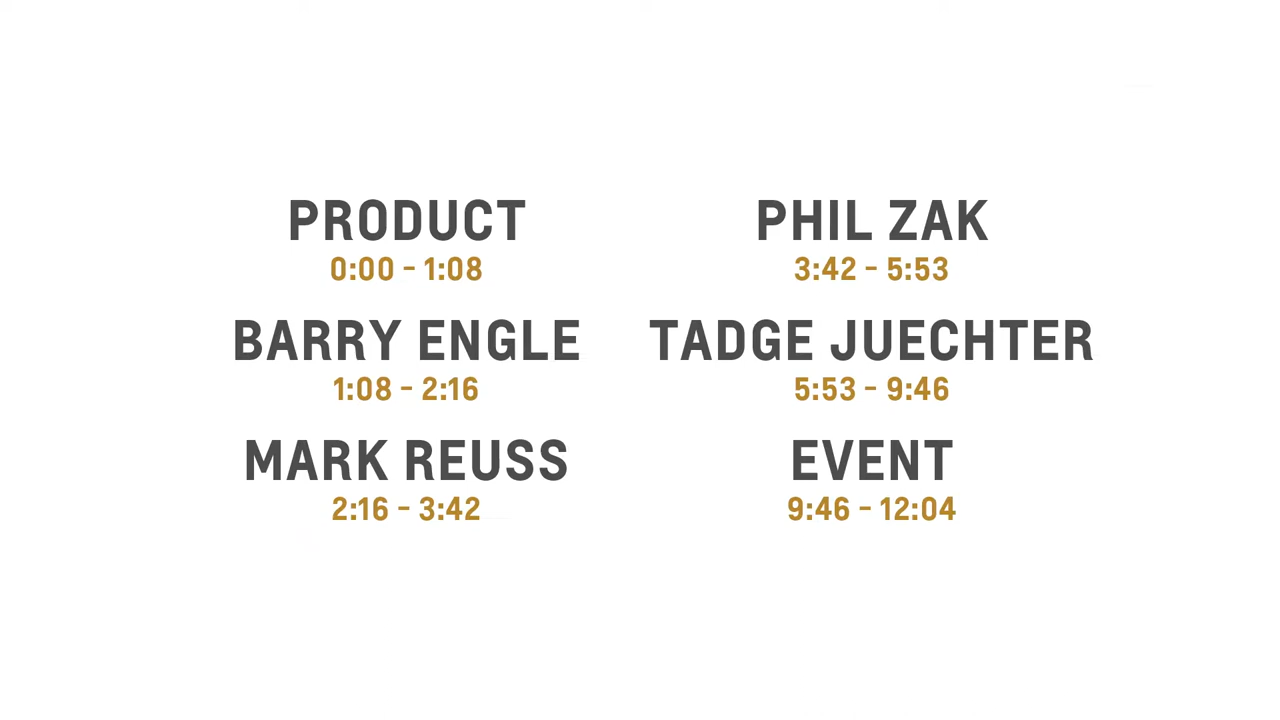 PRODUCT
0:00 - 1:08
BARRY ENGLE
1:08 - 2:16
MARK REUSS
2:16 - 3:42
PHIL ZAK
3:42 - 5:53
TADGE JUECHTER
5:53 - 9:46
EVENT
9:46 - 12:04